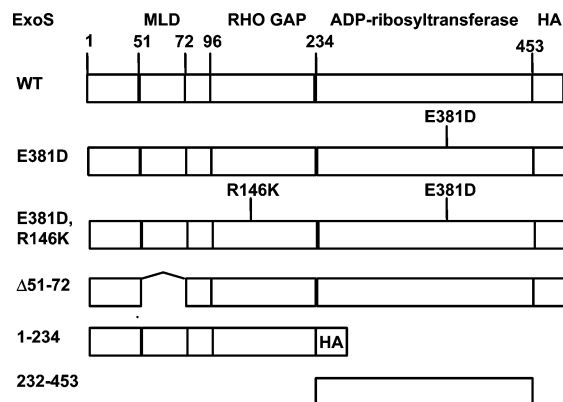 ExoS MLD RHO GAP ADP-ribosyltransferase HA
1 51 72 96 234 453
WT
E381D
E381D
R146K E381D
E381D,
R146K
Δ51-72
1-234 HA
232-453